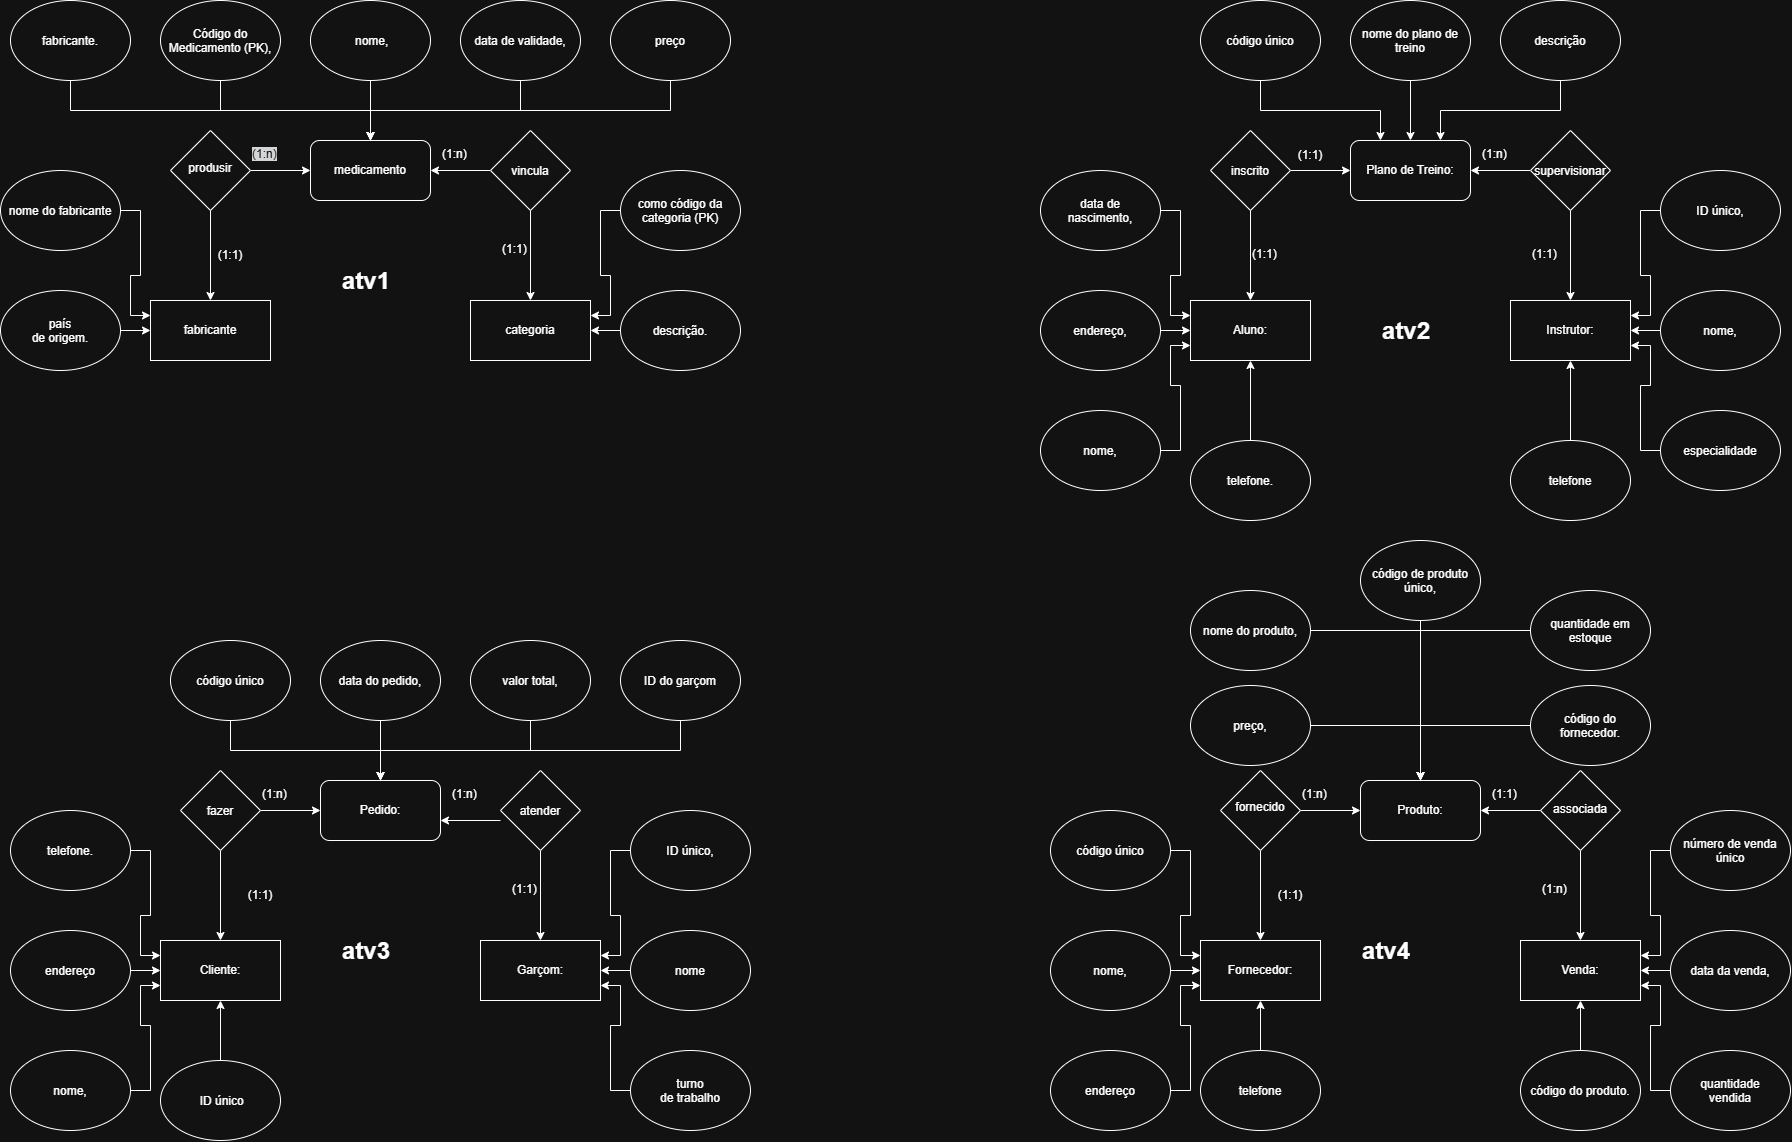 fabricante.
Código do
Medicamento (PK),
nome,
data de validade,
preço
produsir
(1:n)
medicamento
(1:n)
vincula
nome do fabricante
como código da
categoria (PK)
(1:1)
(1:1)
atv1
país
de origem.
fabricante
categoria
descrição.
código único
nome do plano de
treino
descrição
inscrito
(1:1)
Plano de Treino:
(1:n)
supervisionar
data de
nascimento,
ID único,
(1:1)
(1:1)
endereço,
Aluno:
atv2
Instrutor:
nome,
nome,
telefone.
telefone
especialidade
código único
data do pedido,
valor total,
ID do garçom
fazer
(1:n)
Pedido:
(1:n)
atender
telefone.
ID único,
(1:1)
(1:1)
atv3
endereço
Cliente:
Garçom:
nome
nome,
ID único
turno
de trabalho
código de produto
único,
nome do produto,
quantidade em
estoque
preço,
código do
fornecedor.
fornecido
(1:n)
Produto:
(1:1)
associada
código único
número de venda
único
(1:1)
(1:n)
atv4
nome,
Fornecedor:
Venda:
data da venda,
endereço
telefone
código do produto.
quantidade
vendida